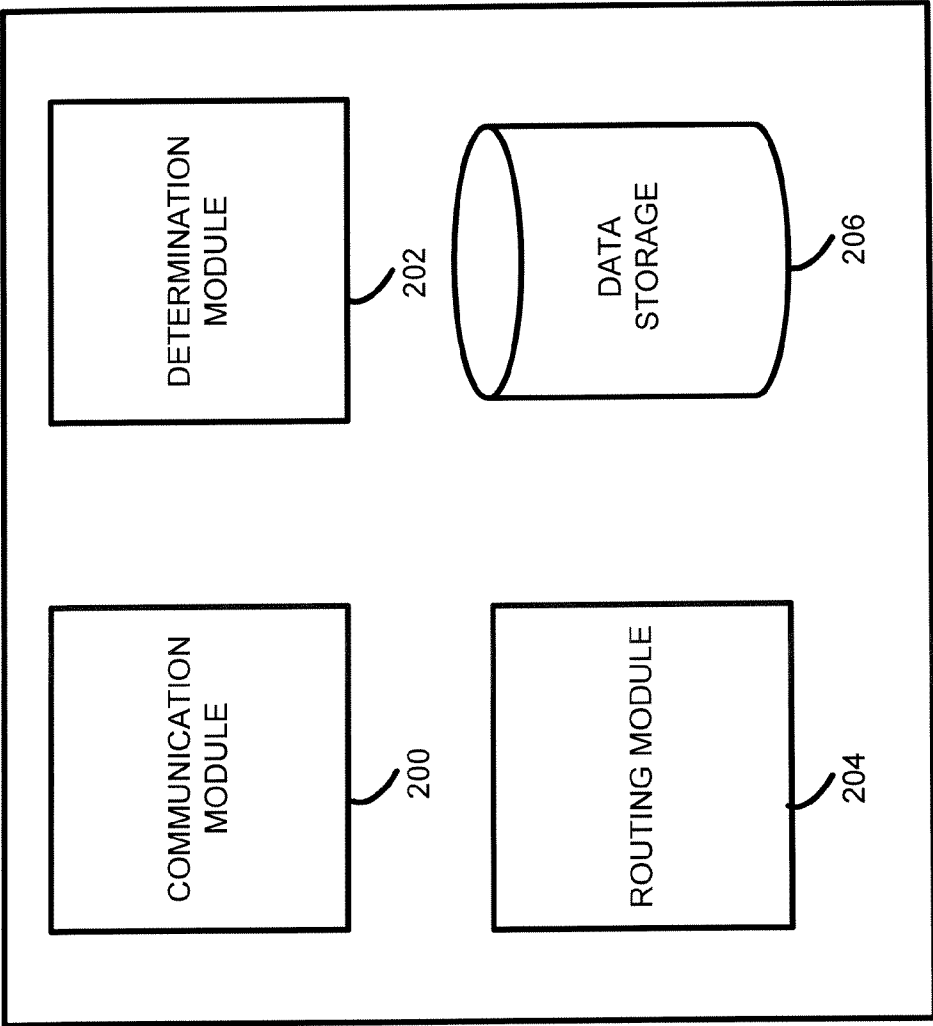 COMMUNICATION
MODULE
200
DETERMINATION
MODULE
202
ROUTING MODULE
204
DATA
STORAGE
206